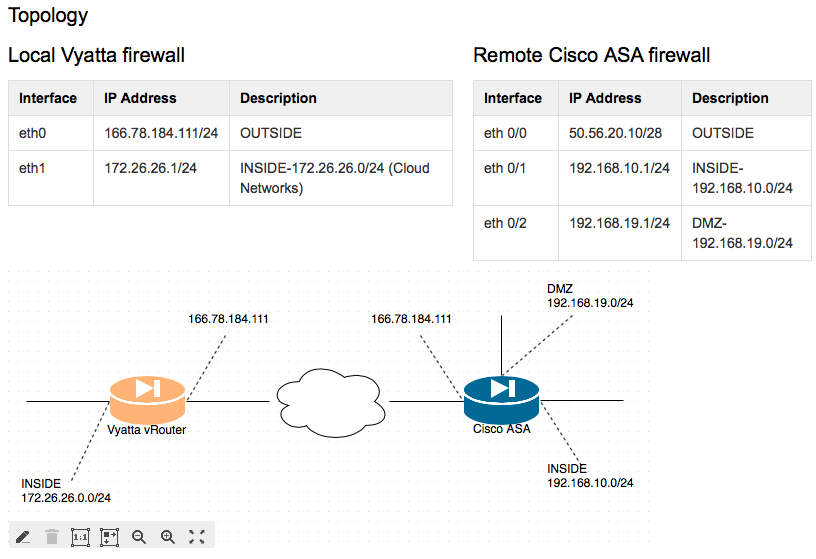 Topology
Local Vyatta firewall
Interface IP Address Description
eth0 166.78.184.111/24 OUTSIDE
eth1 172.26.26.1/24 INSIDE-172.26.26.0/24 (Cloud
Networks)
Remote Cisco ASA firewall
Interface IP Address Description
eth 0/0 50.56.20.10/28 OUTSIDE
eth 0/1 192.168.10.1/24 INSIDE-
192.168.10.0/24
eth 0/2 192.168.19.1/24 DMZ-
192.168.19.0/24
DMZ
192.168.19.0/24
166.78.184.111
166.78.184.111
Vyatta vRouter
Cisco ASA
INSIDE
192.168.10.0/24
INSIDE
172.26.26.0.0/24
1:1